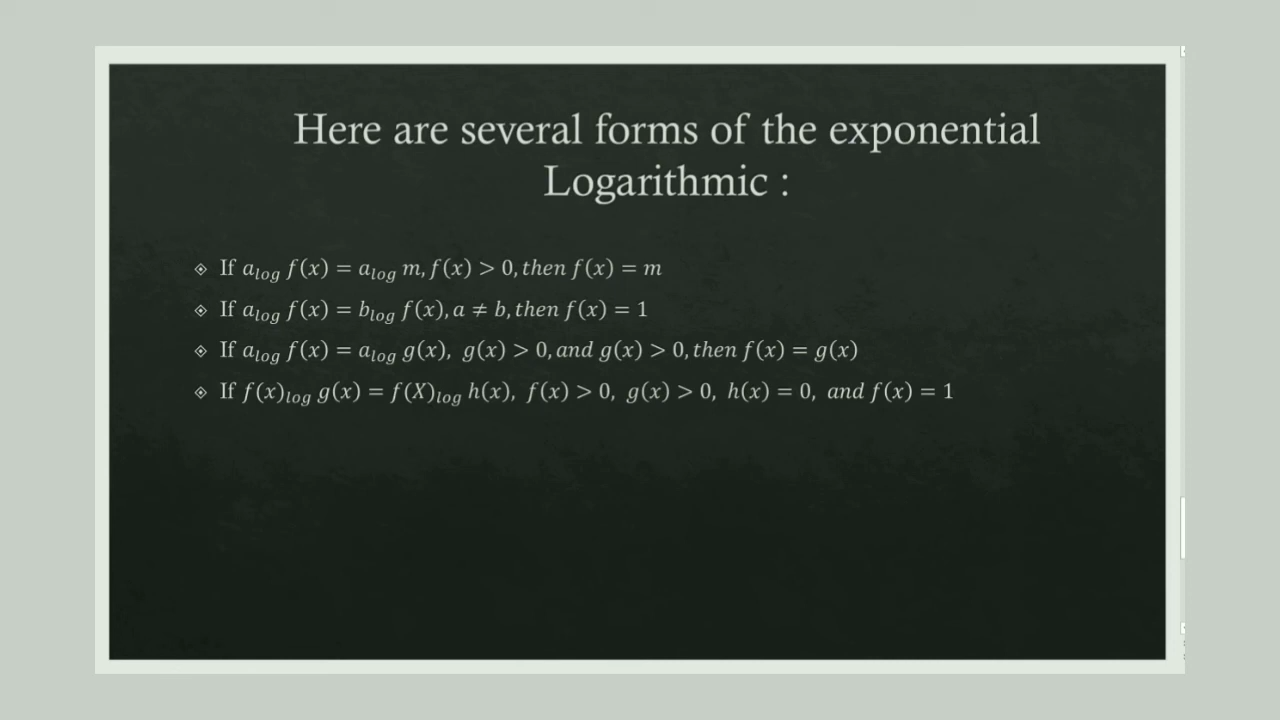 Here are several forms of the exponential
Logarithmic :
If a_log f(x) = a_log m, f(x) > 0, then f(x) = m
If a_log f(x) = b_log f(x), a ≠ b, then f(x) = 1
If a_log f(x) = a_log g(x), g(x) > 0, and g(x) > 0, then f(x) = g(x)
If f(x)_log g(x) = f(X)_log h(x), f(x) > 0, g(x) > 0, h(x) = 0, and f(x) = 1